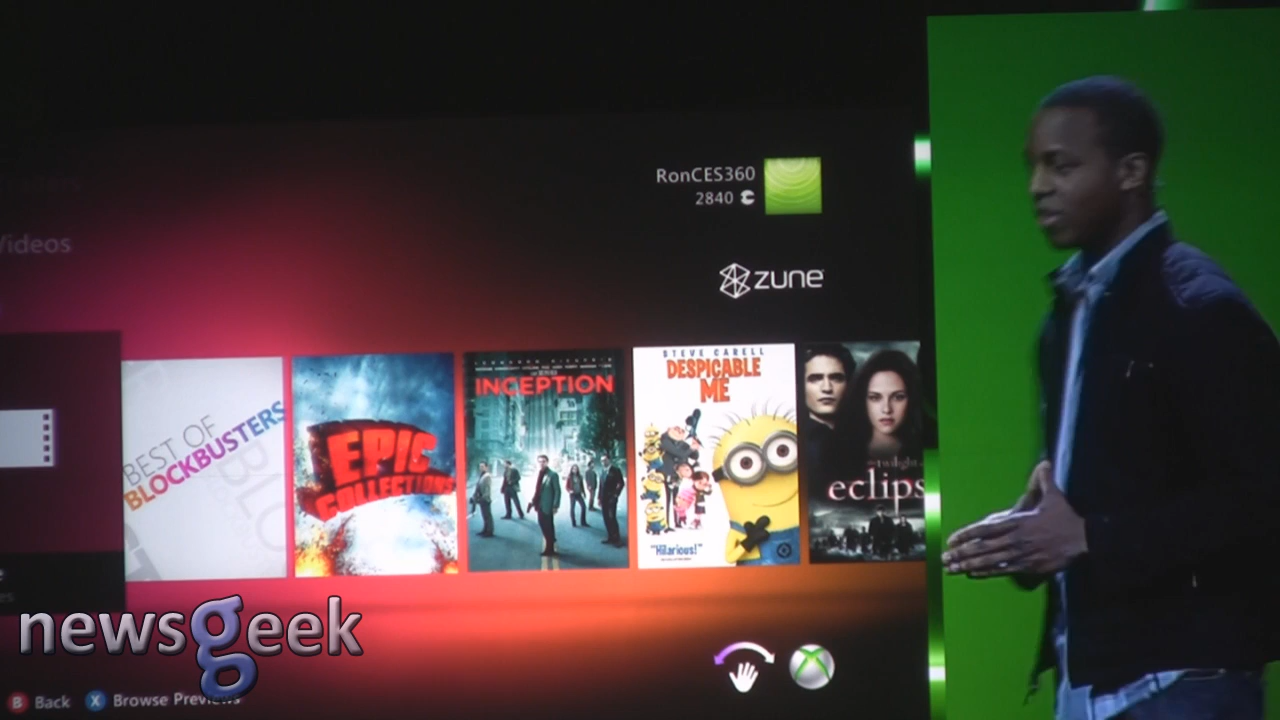 RonCES360
2840
Videos
zune
BEST OF
BLOCKBUSTERS
EPIC
COLLECTIONS
INCEPTION
STEVE CARELL
DESPICABLE
ME
"Hilarious!"
twilight
eclips
newsgeek
B Back X Browse Previews